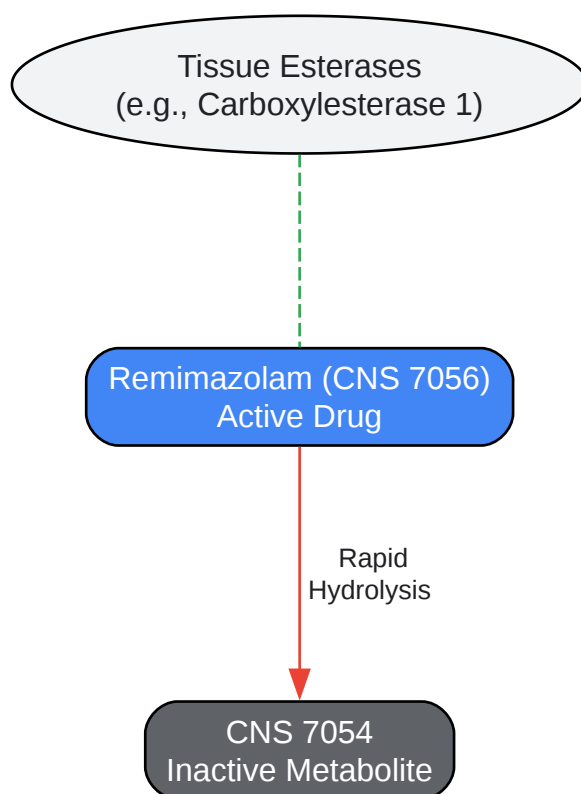 Tissue Esterases
(e.g., Carboxylesterase 1)
Remimazolam (CNS 7056)
Active Drug
Rapid
Hydrolysis
CNS 7054
Inactive Metabolite